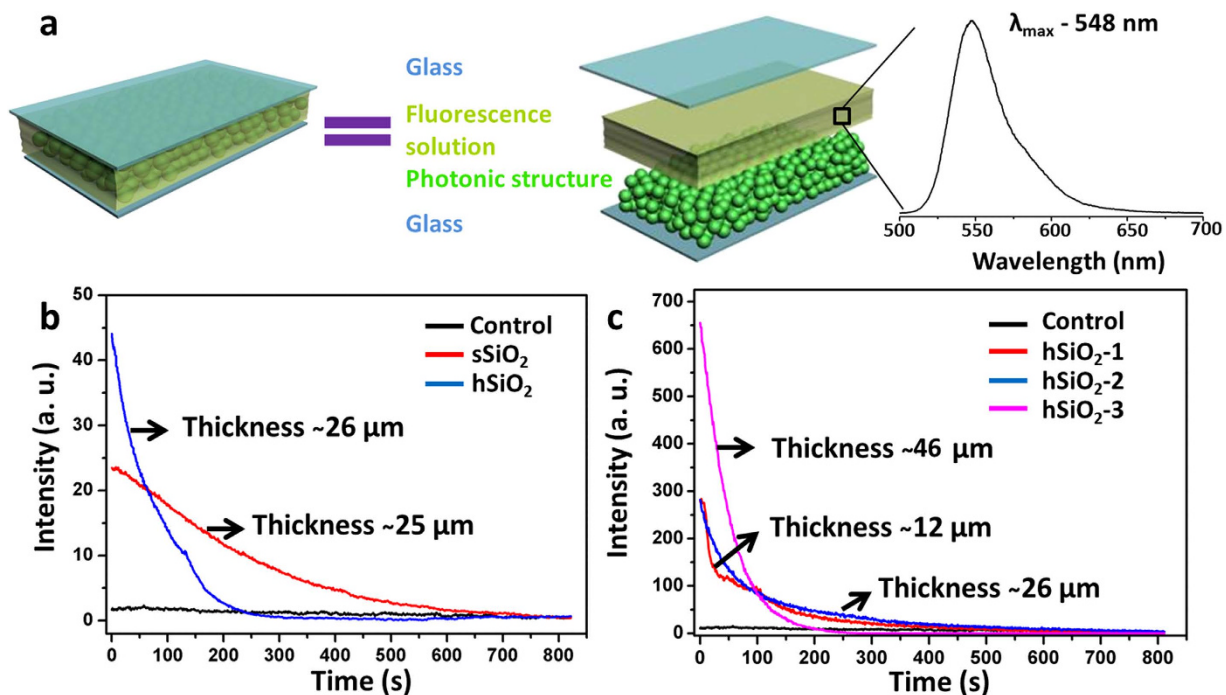 a
Glass
Fluorescence
solution
Photonic structure
Glass
λmax - 548 nm
500 550 600 650 700
Wavelength (nm)
b
50
40
30
20
10
0
Intensity (a. u.)
Control
sSiO₂
hSiO₂
Thickness ~26 µm
Thickness ~25 µm
0 100 200 300 400 500 600 700 800
Time (s)
c
700
600
500
400
300
200
100
0
Intensity (a. u.)
Control
hSiO₂-1
hSiO₂-2
hSiO₂-3
Thickness ~46 µm
Thickness ~12 µm
Thickness ~26 µm
0 100 200 300 400 500 600 700 800
Time (s)